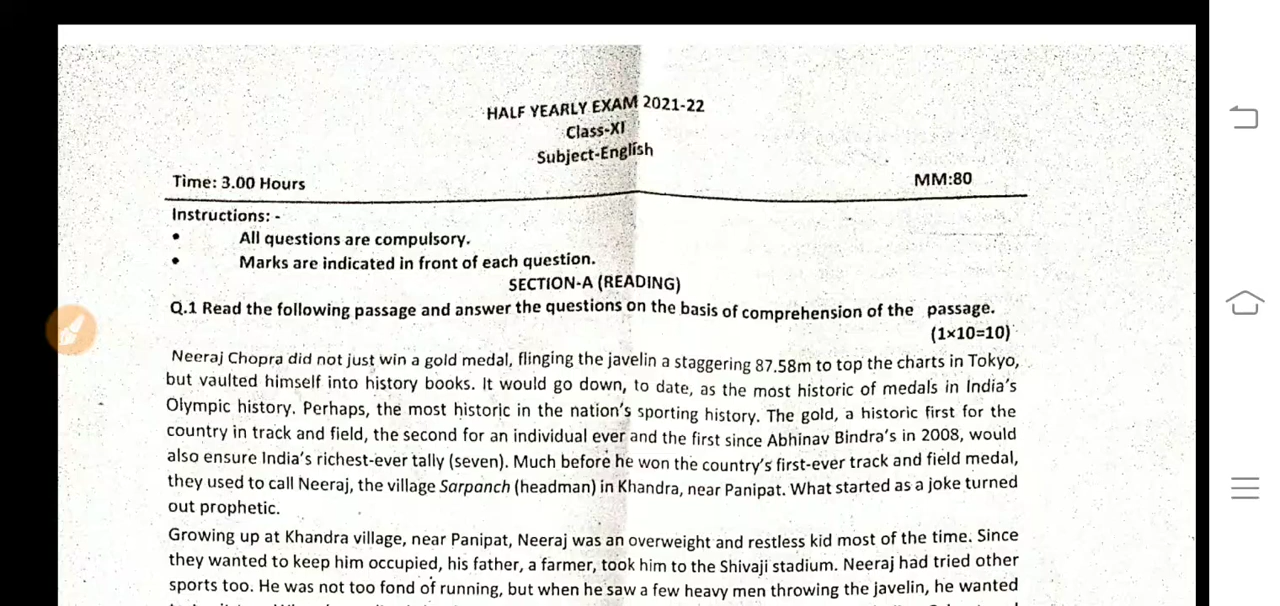 HALF YEARLY EXAM 2021-22
Class-XI
Subject-English
Time: 3.00 Hours MM:80
Instructions: -
• All questions are compulsory.
• Marks are indicated in front of each question.
SECTION-A (READING)
Q.1 Read the following passage and answer the questions on the basis of comprehension of the passage.
(1×10=10)
Neeraj Chopra did not just win a gold medal, flinging the javelin a staggering 87.58m to top the charts in Tokyo,
but vaulted himself into history books. It would go down, to date, as the most historic of medals in India's
Olympic history. Perhaps, the most historic in the nation's sporting history. The gold, a historic first for the
country in track and field, the second for an individual ever and the first since Abhinav Bindra's in 2008, would
also ensure India's richest-ever tally (seven). Much before he won the country's first-ever track and field medal,
they used to call Neeraj, the village Sarpanch (headman) in Khandra, near Panipat. What started as a joke turned
out prophetic.
Growing up at Khandra village, near Panipat, Neeraj was an overweight and restless kid most of the time. Since
they wanted to keep him occupied, his father, a farmer, took him to the Shivaji stadium. Neeraj had tried other
sports too. He was not too fond of running, but when he saw a few heavy men throwing the javelin, he wanted